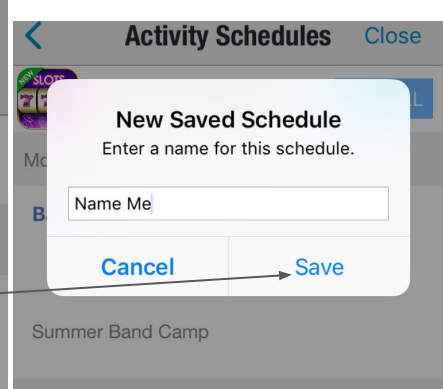 Activity Schedules Close
NEW
SLOTS
New Saved Schedule
Enter a name for this schedule.
Name Me
Cancel Save
Summer Band Camp